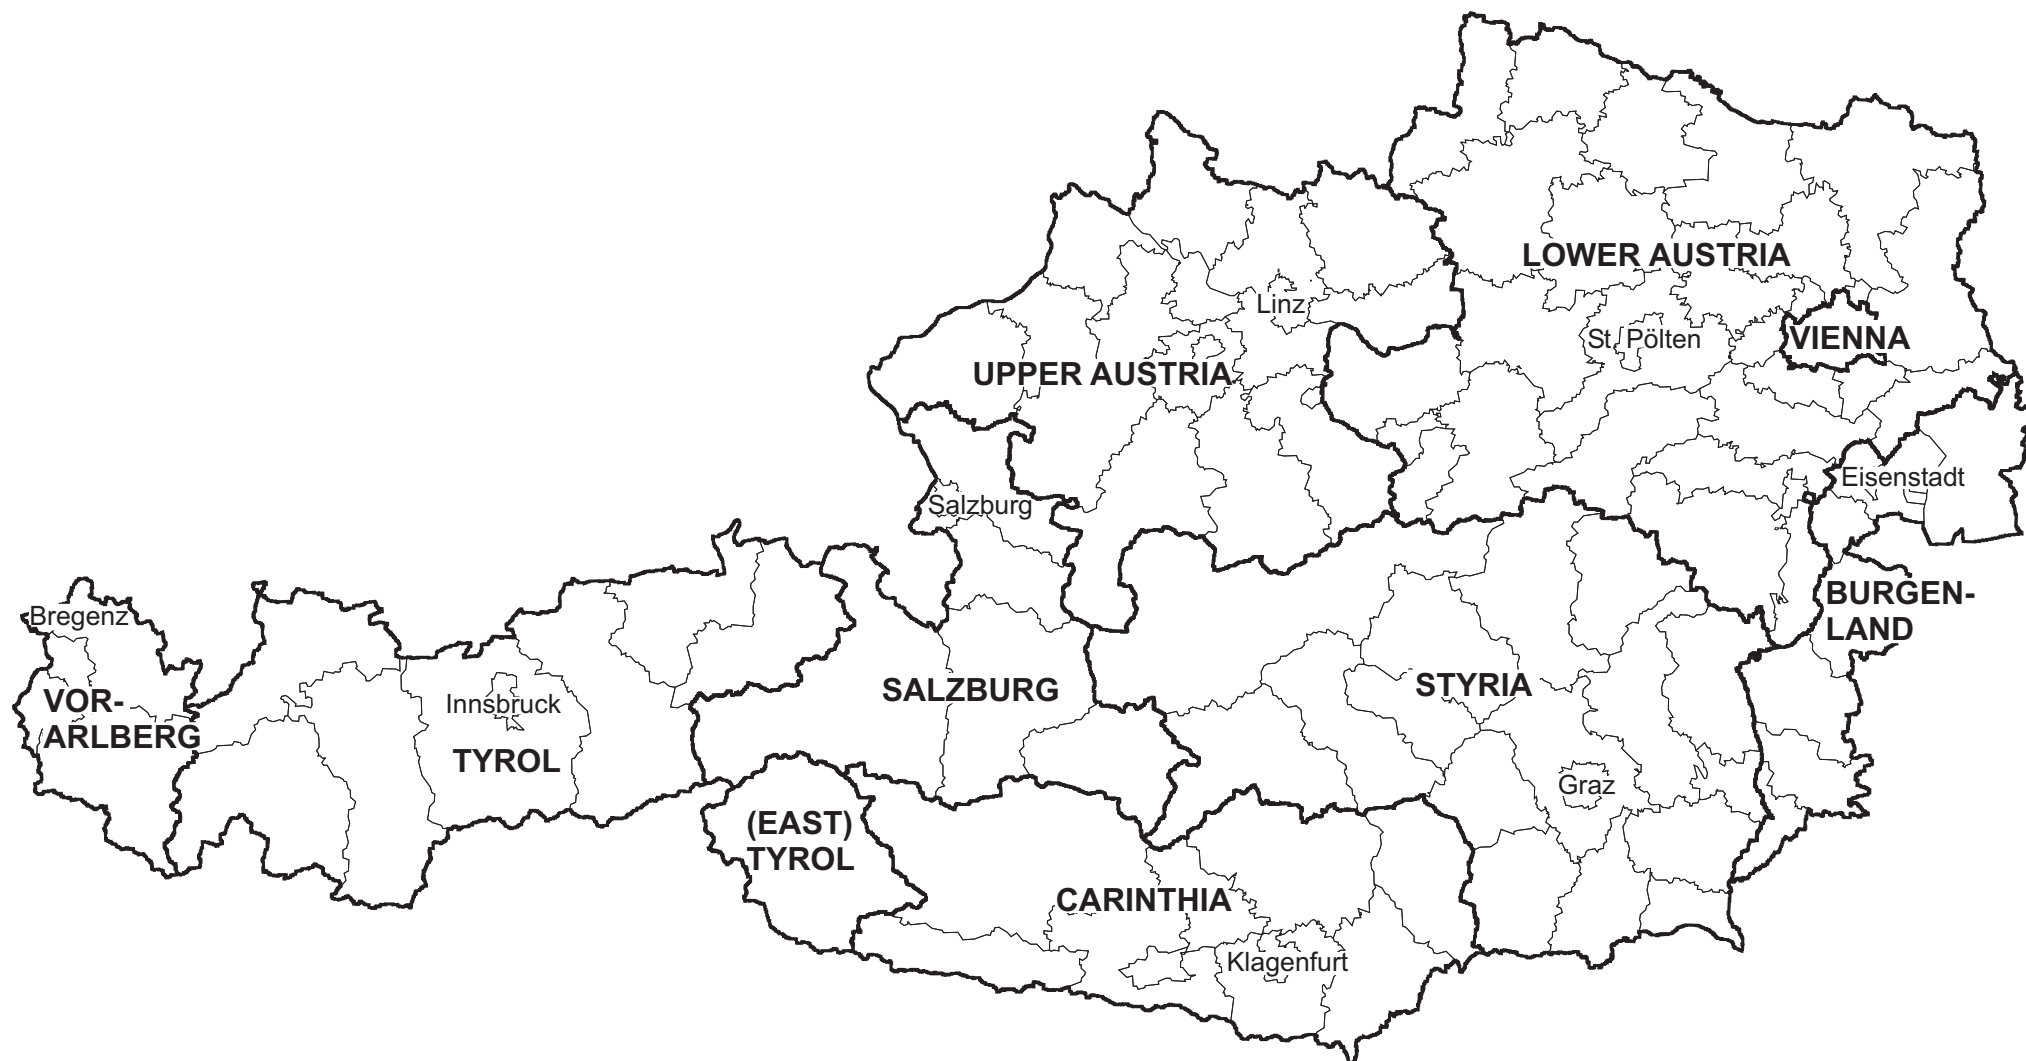 LOWER AUSTRIA
Linz
St. Pölten
VIENNA
UPPER AUSTRIA
Eisenstadt
Salzburg
BURGEN-
LAND
Bregenz
VOR-
ARLBERG
Innsbruck
TYROL
SALZBURG
STYRIA
Graz
(EAST)
TYROL
CARINTHIA
Klagenfurt